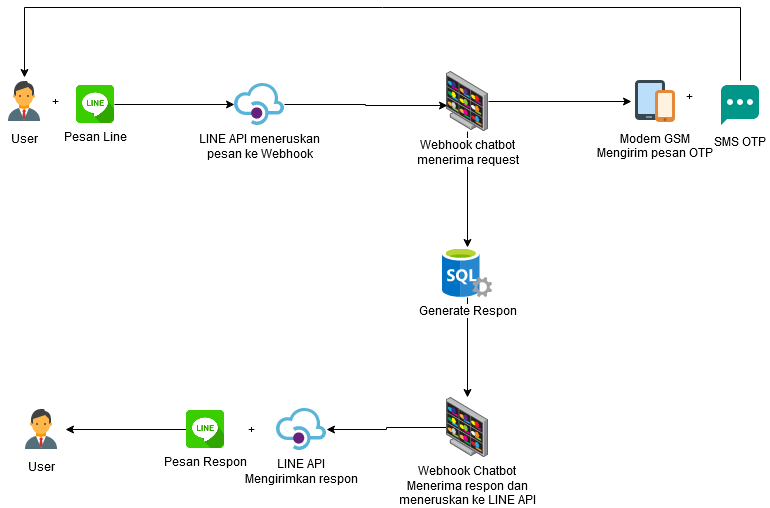 +
LINE
+
User
Pesan Line
LINE API meneruskan
pesan ke Webhook
Webhook chatbot
menerima request
Modem GSM
Mengirim pesan OTP
SMS OTP
SQL
Generate Respon
LINE
+
User
Pesan Respon
LINE API
Mengirimkan respon
Webhook Chatbot
Menerima respon dan
meneruskan ke LINE API